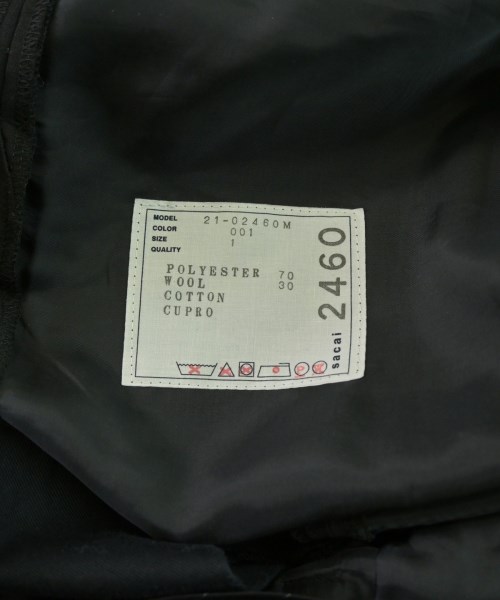 MODEL 21-02460M
COLOR 001
SIZE 1
QUALITY
POLYESTER 70
WOOL 30
COTTON
CUPRO
sacai 2460